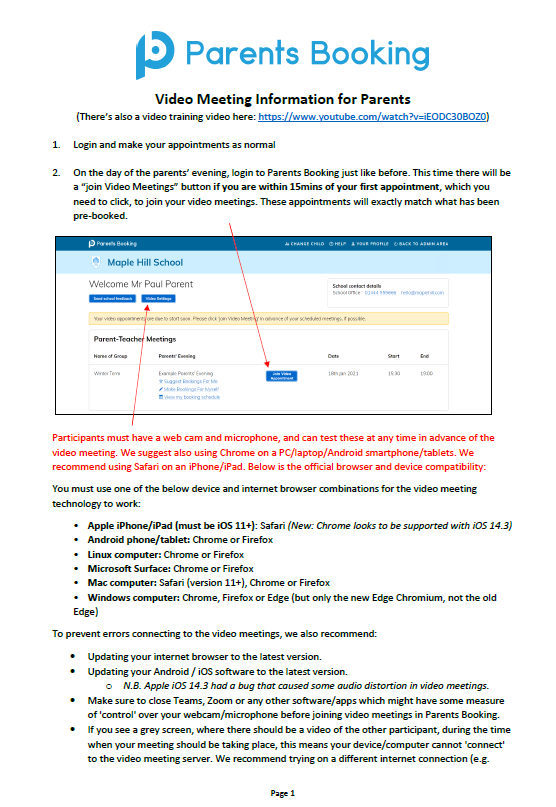 Parents Booking
Video Meeting Information for Parents
(There's also a video training video here: https://www.youtube.com/watch?v=iEODC30BOZ0)
1. Login and make your appointments as normal
2. On the day of the parents' evening, login to Parents Booking just like before. This time there will be
a "join Video Meetings" button if you are within 15mins of your first appointment, which you
need to click, to join your video meetings. These appointments will exactly match what has been
pre-booked.
Parents Booking
CHANGE CHILD HELP YOUR PROFILE BACK TO ADMIN AREA
Maple Hill School
Welcome Mr Paul Parent
Send school feedback Video Settings
School contact details
School Office
Your video appointments are due to start soon. Please click 'Join Video Meeting' in advance of your scheduled meetings, if possible.
Parent-Teacher Meetings
Name of Group Parents' Evening Date Start End
Winter Term Example Parents' Evening Join Video Appointment 18th Jan 2021 15:30 19:00
Suggest Bookings For Me
Make Bookings For Myself
View my booking schedule
Participants must have a web cam and microphone, and can test these at any time in advance of the
video meeting. We suggest also using Chrome on a PC/laptop/Android smartphone/tablets. We
recommend using Safari on an iPhone/iPad. Below is the official browser and device compatibility:
You must use one of the below device and internet browser combinations for the video meeting
technology to work:
• Apple iPhone/iPad (must be iOS 11+): Safari (New: Chrome looks to be supported with iOS 14.3)
• Android phone/tablet: Chrome or Firefox
• Linux computer: Chrome or Firefox
• Microsoft Surface: Chrome or Firefox
• Mac computer: Safari (version 11+), Chrome or Firefox
• Windows computer: Chrome, Firefox or Edge (but only the new Edge Chromium, not the old
Edge)
To prevent errors connecting to the video meetings, we also recommend:
• Updating your internet browser to the latest version.
• Updating your Android / iOS software to the latest version.
o N.B. Apple iOS 14.3 had a bug that caused some audio distortion in video meetings.
• Make sure to close Teams, Zoom or any other software/apps which might have some measure
of 'control' over your webcam/microphone before joining video meetings in Parents Booking.
• If you see a grey screen, where there should be a video of the other participant, during the time
when your meeting should be taking place, this means your device/computer cannot 'connect'
to the video meeting server. We recommend trying on a different internet connection (e.g.
Page 1